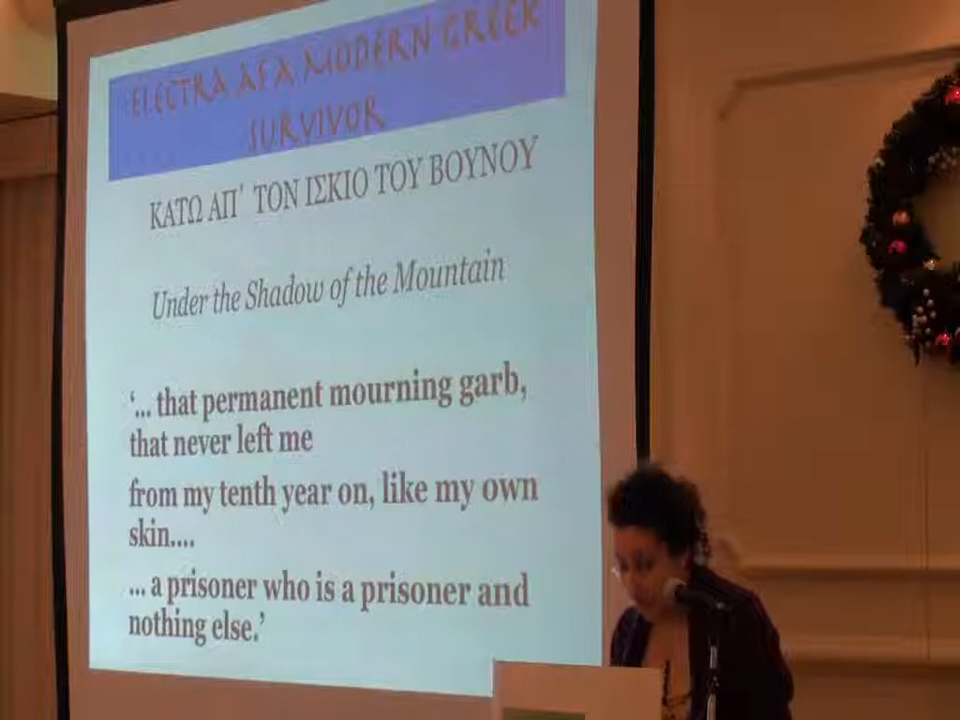 ELECTRA AS A MODERN GREEK
SURVIVOR
ΚΑΤΩ ΑΠ΄ ΤΟΝ ΙΣΚΙΟ ΤΟΥ ΒΟΥΝΟΥ
Under the Shadow of the Mountain
‘... that permanent mourning garb,
that never left me
from my tenth year on, like my own
skin....
... a prisoner who is a prisoner and
nothing else.’